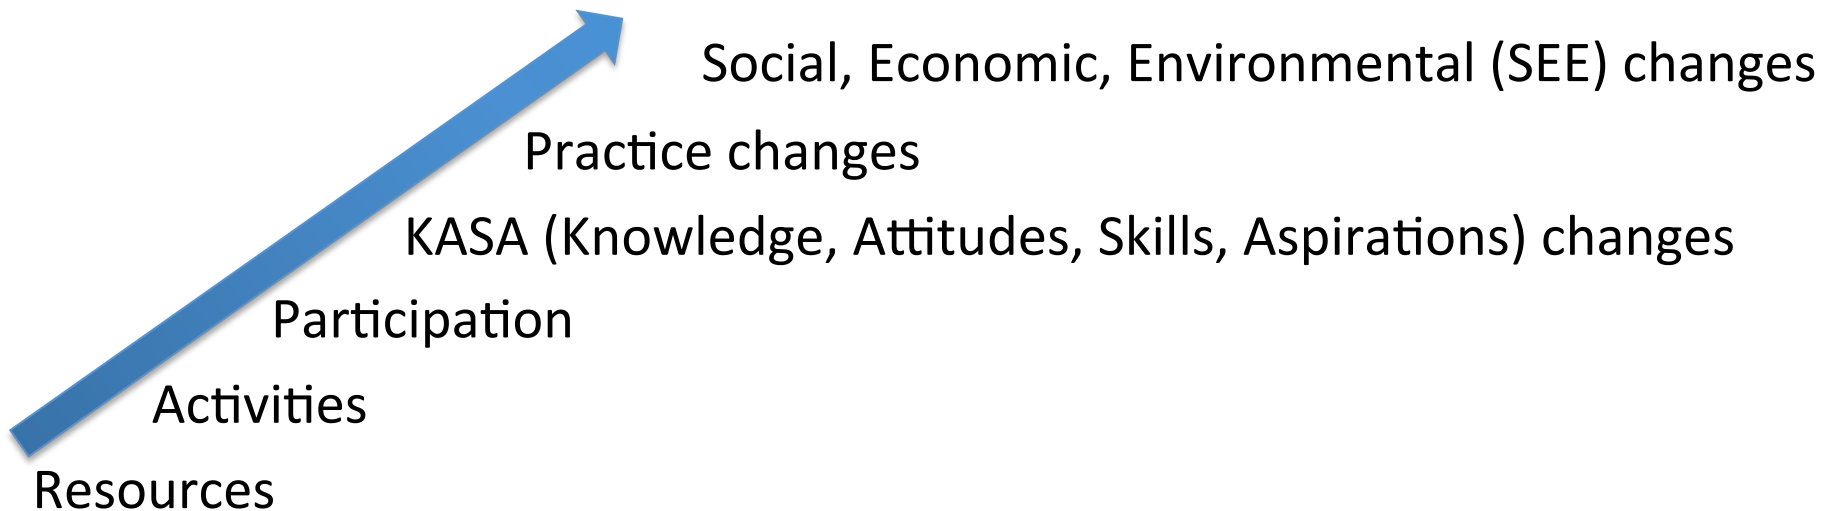 Social, Economic, Environmental (SEE) changes
Practice changes
KASA (Knowledge, Attitudes, Skills, Aspirations) changes
Participation
Activities
Resources